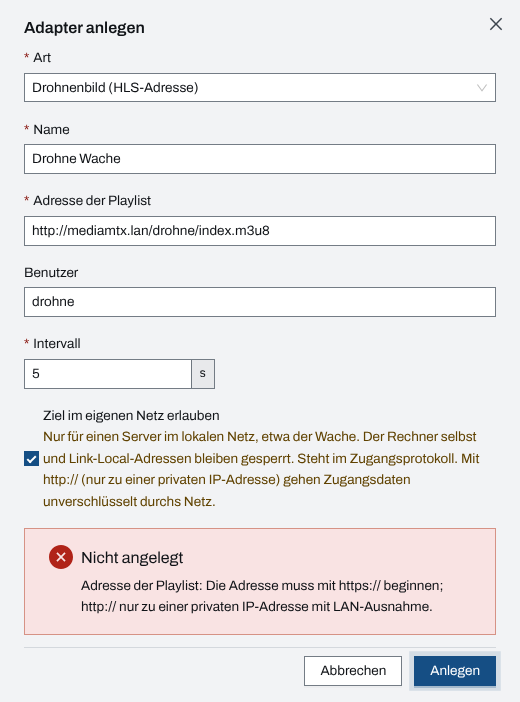 Adapter anlegen
* Art
Drohnenbild (HLS-Adresse)
* Name
Drohne Wache
* Adresse der Playlist
http://mediamtx.lan/drohne/index.m3u8
Benutzer
drohne
* Intervall
5 s
Ziel im eigenen Netz erlauben
Nur für einen Server im lokalen Netz, etwa der Wache. Der Rechner selbst
und Link-Local-Adressen bleiben gesperrt. Steht im Zugangsprotokoll. Mit
http:// (nur zu einer privaten IP-Adresse) gehen Zugangsdaten
unverschlüsselt durchs Netz.
Nicht angelegt
Adresse der Playlist: Die Adresse muss mit https:// beginnen;
http:// nur zu einer privaten IP-Adresse mit LAN-Ausnahme.
Abbrechen Anlegen